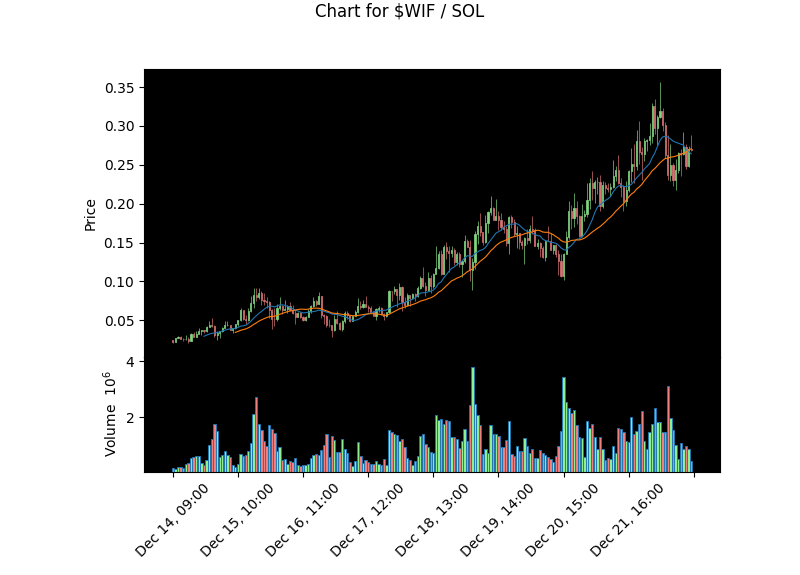 Chart for $WIF / SOL
Price
0.35
0.30
0.25
0.20
0.15
0.10
0.05
Volume 10^6
4
2
Dec 14, 09:00
Dec 15, 10:00
Dec 16, 11:00
Dec 17, 12:00
Dec 18, 13:00
Dec 19, 14:00
Dec 20, 15:00
Dec 21, 16:00